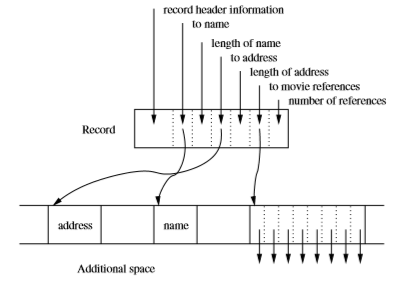 record header information
to name
length of name
to address
length of address
to movie references
number of references
Record
address
name
Additional space